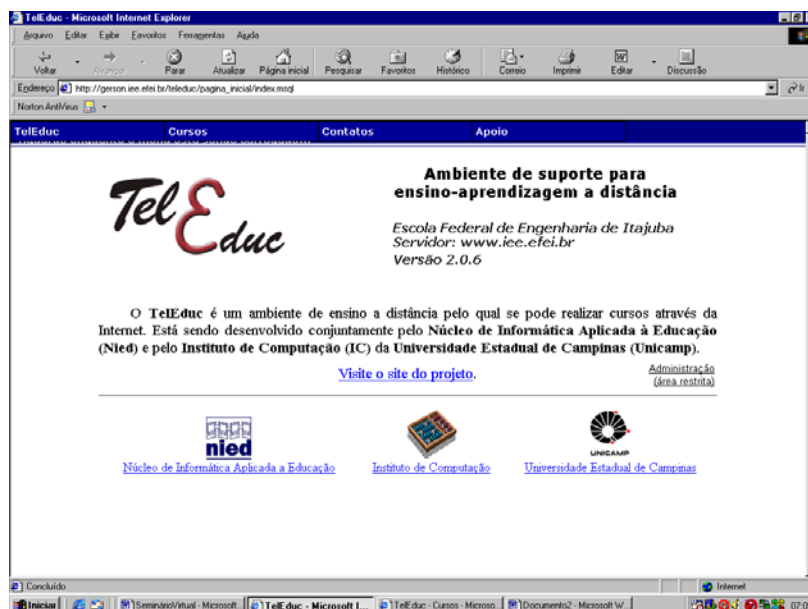 TelEduc - Microsoft Internet Explorer
Arquivo Editar Exibir Favoritos Ferramentas Ajuda
Voltar Avançar Parar Atualizar Página inicial Pesquisar Favoritos Histórico Correio Imprimir Editar Discussão
Endereço http://gerson.iee.efei.br/teleduc/pagina_inicial/index.msql Ir
Norton AntiVirus
TelEduc Cursos Contatos Apoio
TelEduc
Ambiente de suporte para
ensino-aprendizagem a distância
Escola Federal de Engenharia de Itajuba
Servidor: www.iee.efei.br
Versão 2.0.6
O TelEduc é um ambiente de ensino a distância pelo qual se pode realizar cursos através da
Internet. Está sendo desenvolvido conjuntamente pelo Núcleo de Informática Aplicada à Educação
(Nied) e pelo Instituto de Computação (IC) da Universidade Estadual de Campinas (Unicamp).
Visite o site do projeto.
Administração
(área restrita)
nied
UNICAMP
Núcleo de Informática Aplicada a Educação Instituto de Computação Universidade Estadual de Campinas
Concluído Internet
Iniciar SeminárioVirtual - Microsoft... TelEduc - Microsoft I... TelEduc - Cursos - Microso... Documento2 - Microsoft W...